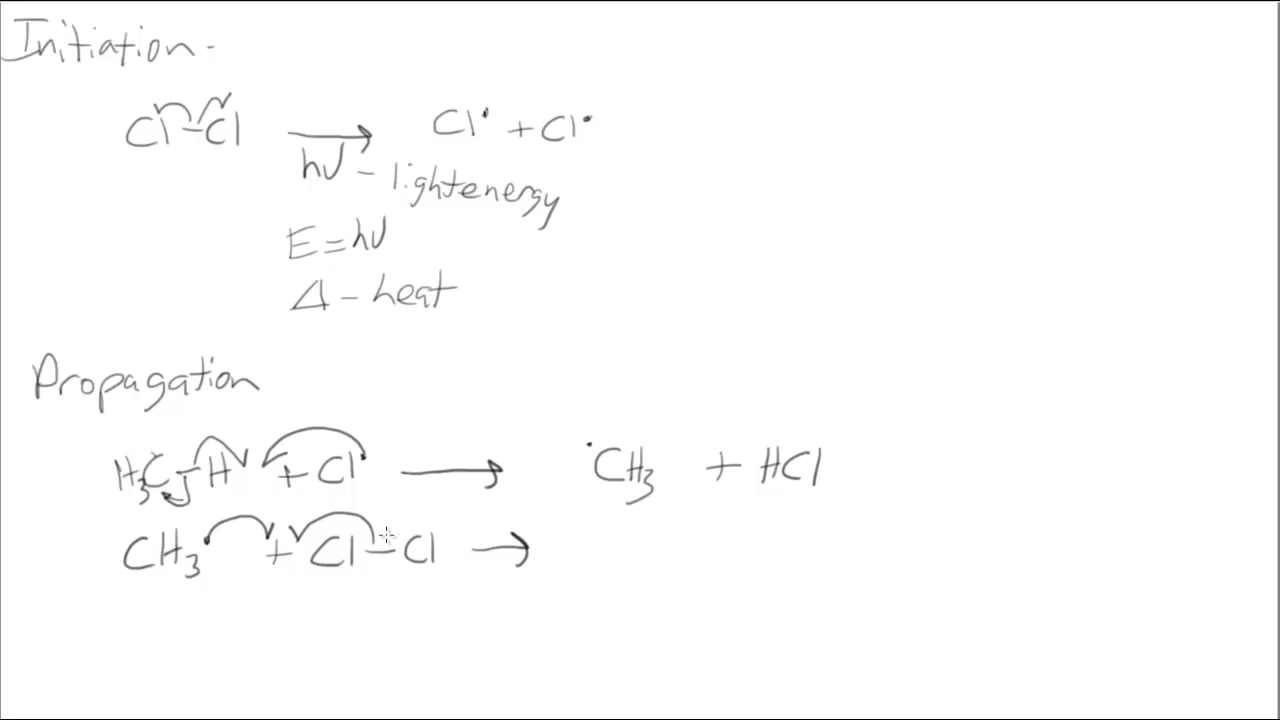 Initiation -
Cl-Cl → Cl• + Cl•
hν - light energy
E = hν
Δ - heat
Propagation
H₃C-H + Cl• → •CH₃ + HCl
CH₃• + Cl-Cl →